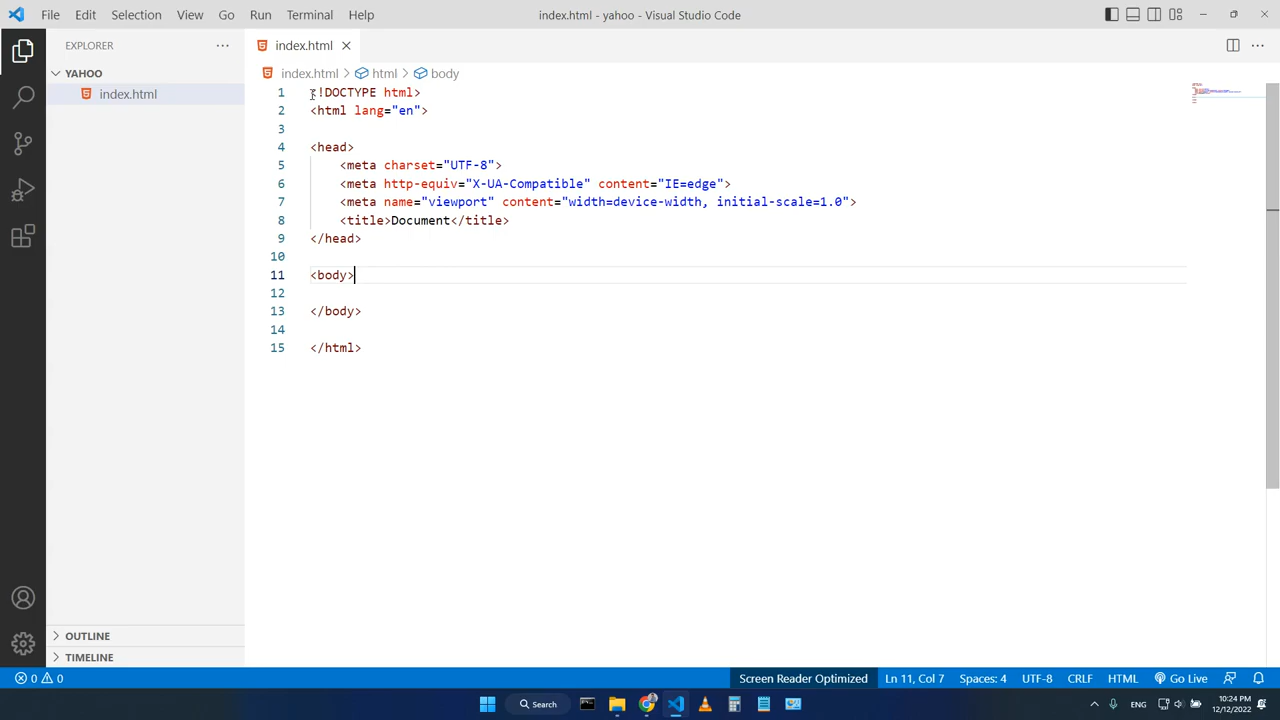 File Edit Selection View Go Run Terminal Help index.html - yahoo - Visual Studio Code
EXPLORER
YAHOO
index.html
OUTLINE
TIMELINE
index.html
index.html > html > body
1 <!DOCTYPE html>
2 <html lang="en">
3
4 <head>
5 <meta charset="UTF-8">
6 <meta http-equiv="X-UA-Compatible" content="IE=edge">
7 <meta name="viewport" content="width=device-width, initial-scale=1.0">
8 <title>Document</title>
9 </head>
10
11 <body>
12
13 </body>
14
15 </html>
0 0 Screen Reader Optimized Ln 11, Col 7 Spaces: 4 UTF-8 CRLF HTML Go Live
Search ENG 10:24 PM
12/12/2022